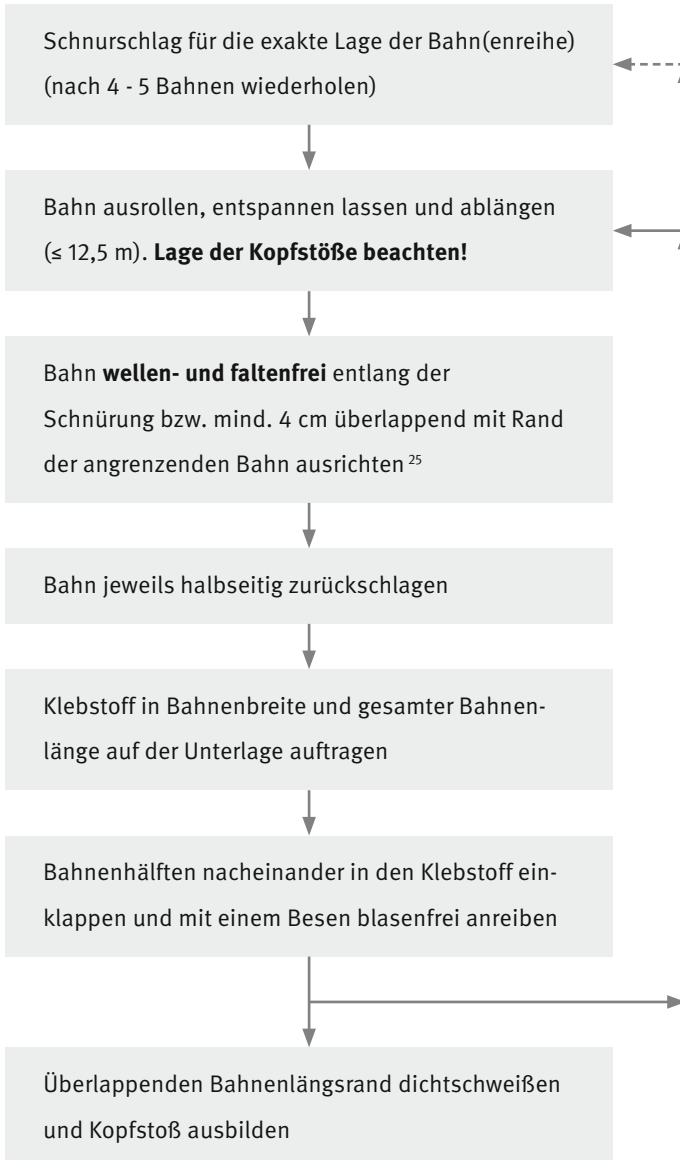 Schnurschlag für die exakte Lage der Bahn(enreihe)
(nach 4 - 5 Bahnen wiederholen)
Bahn ausrollen, entspannen lassen und ablängen
(≤ 12,5 m). Lage der Kopfstöße beachten!
Bahn wellen- und faltenfrei entlang der
Schnürung bzw. mind. 4 cm überlappend mit Rand
der angrenzenden Bahn ausrichten 25
Bahn jeweils halbseitig zurückschlagen
Klebstoff in Bahnenbreite und gesamter Bahnen-
länge auf der Unterlage auftragen
Bahnenhälften nacheinander in den Klebstoff ein-
klappen und mit einem Besen blasenfrei anreiben
Überlappenden Bahnenlängsrand dichtschweißen
und Kopfstoß ausbilden